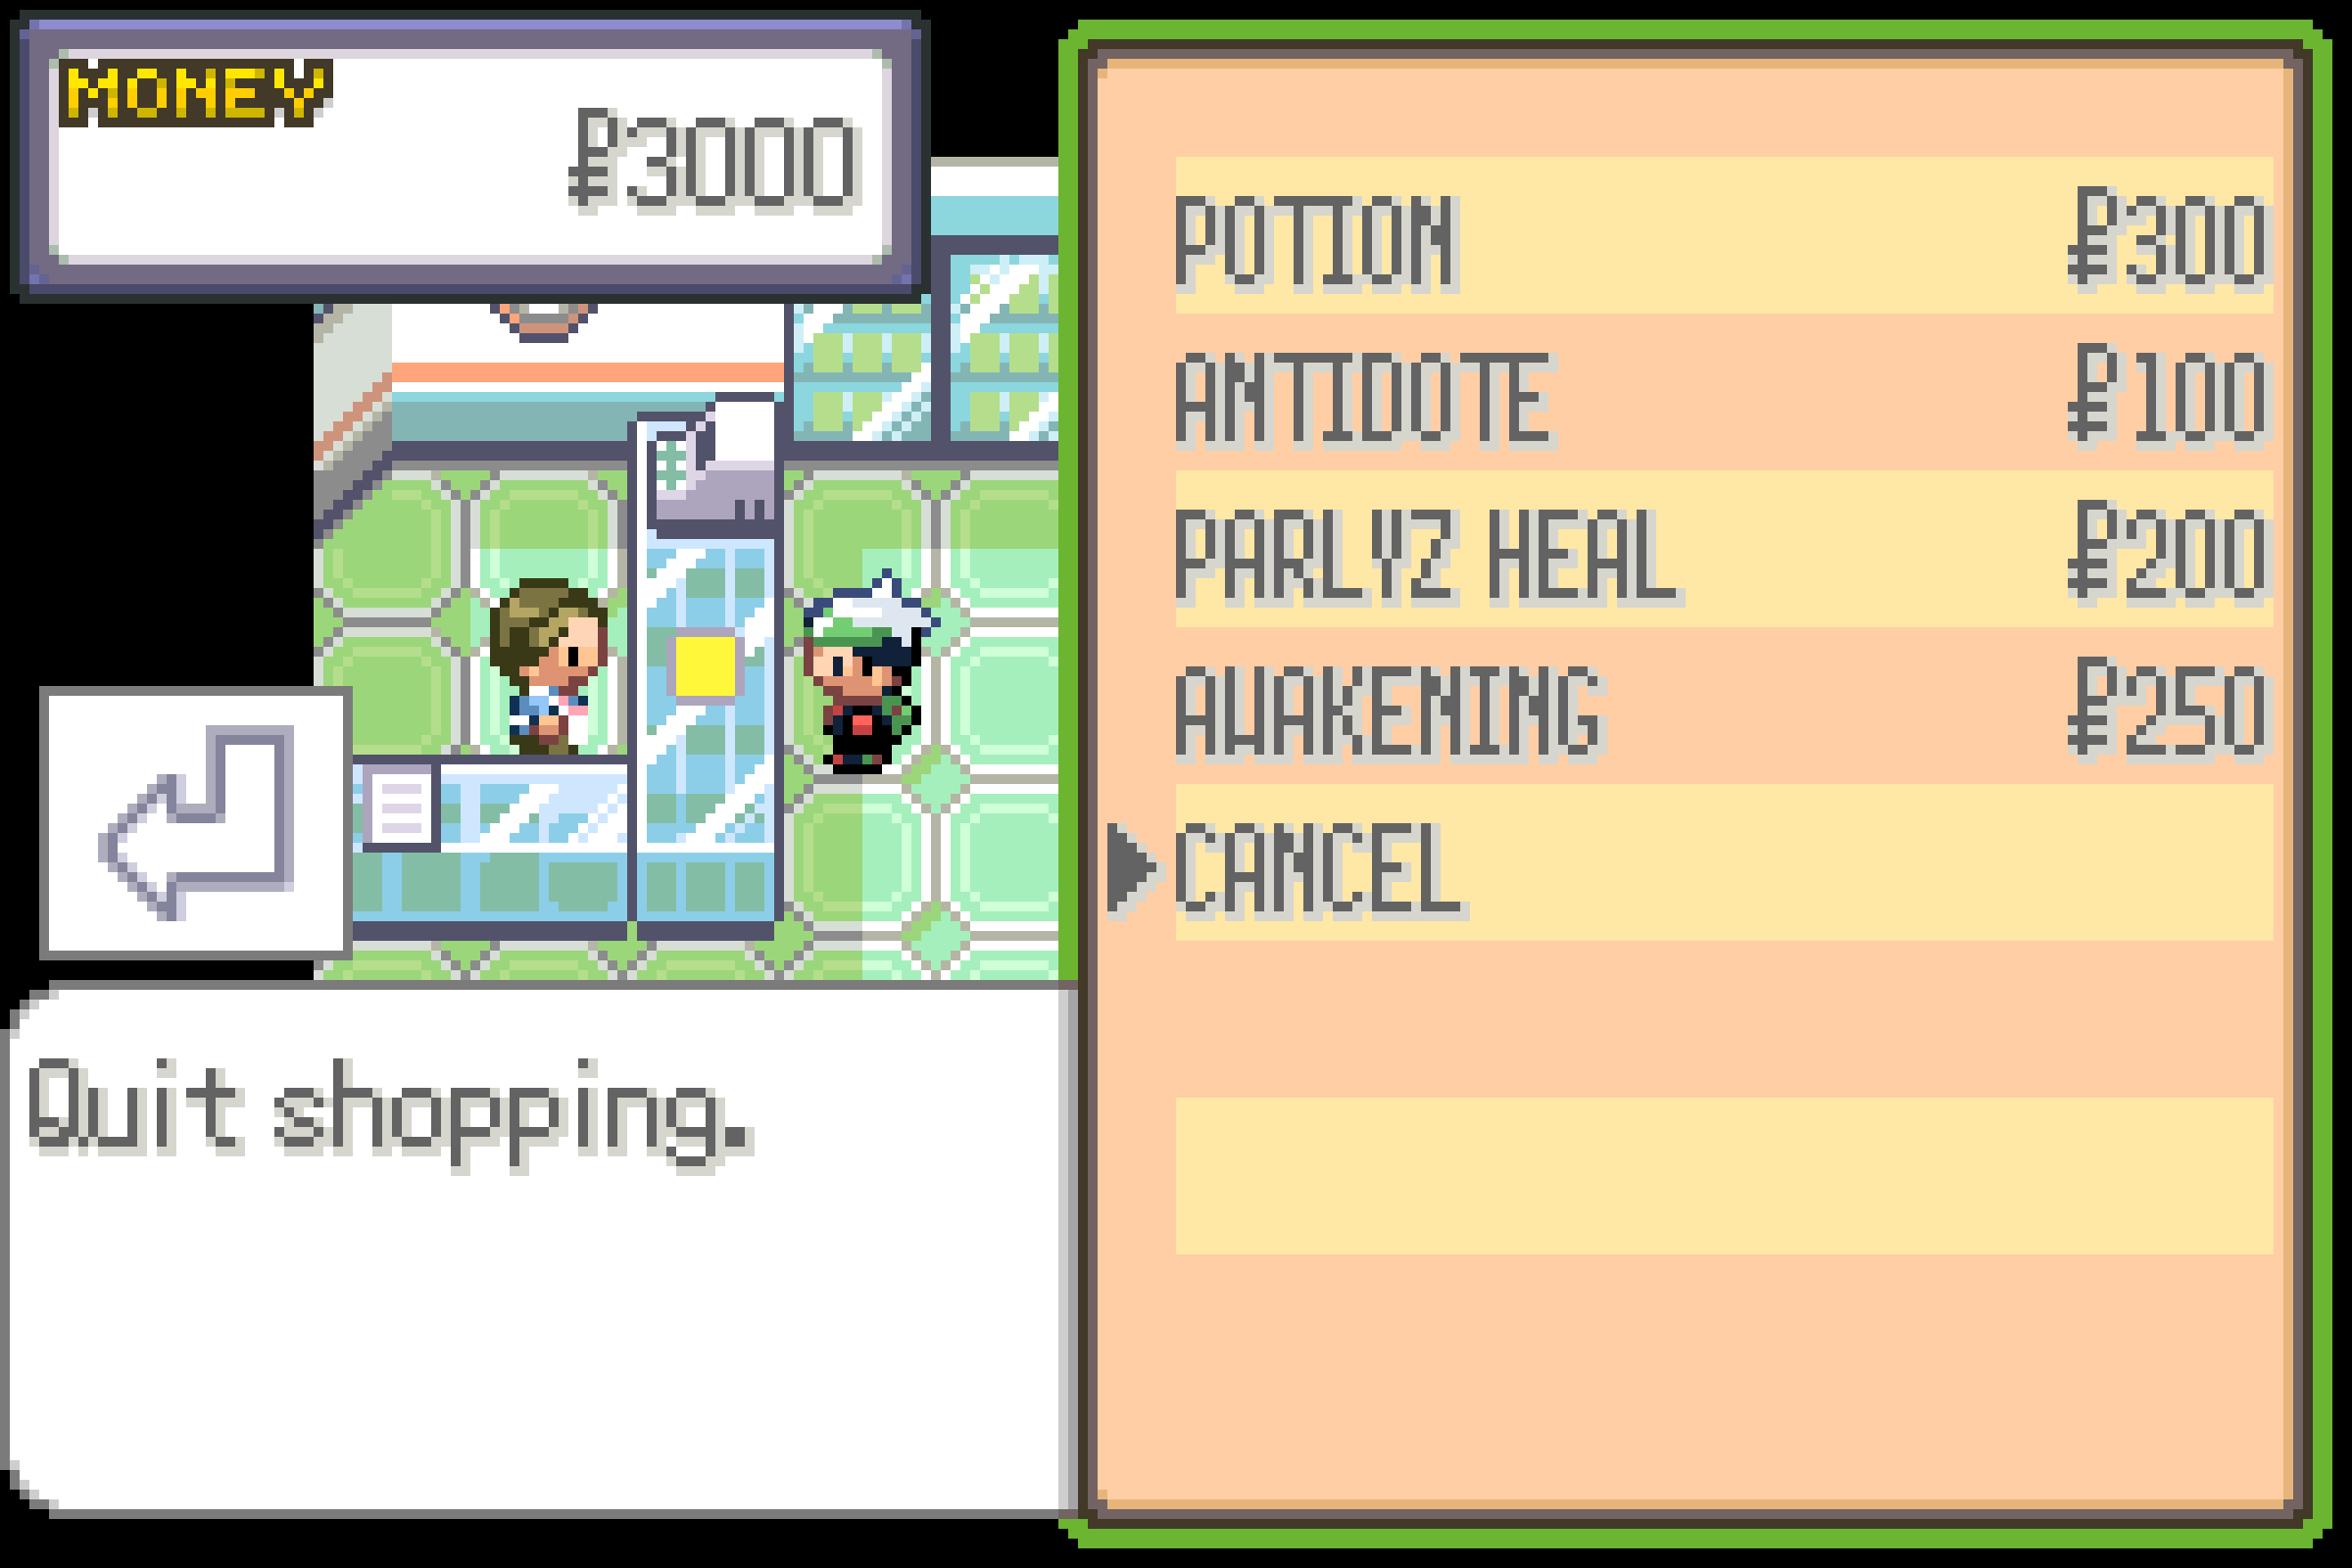 MONEY
₽3000
POTION ₽300
ANTIDOTE ₽100
PARLYZ HEAL ₽200
AWAKENING ₽250
CANCEL
Quit shopping.